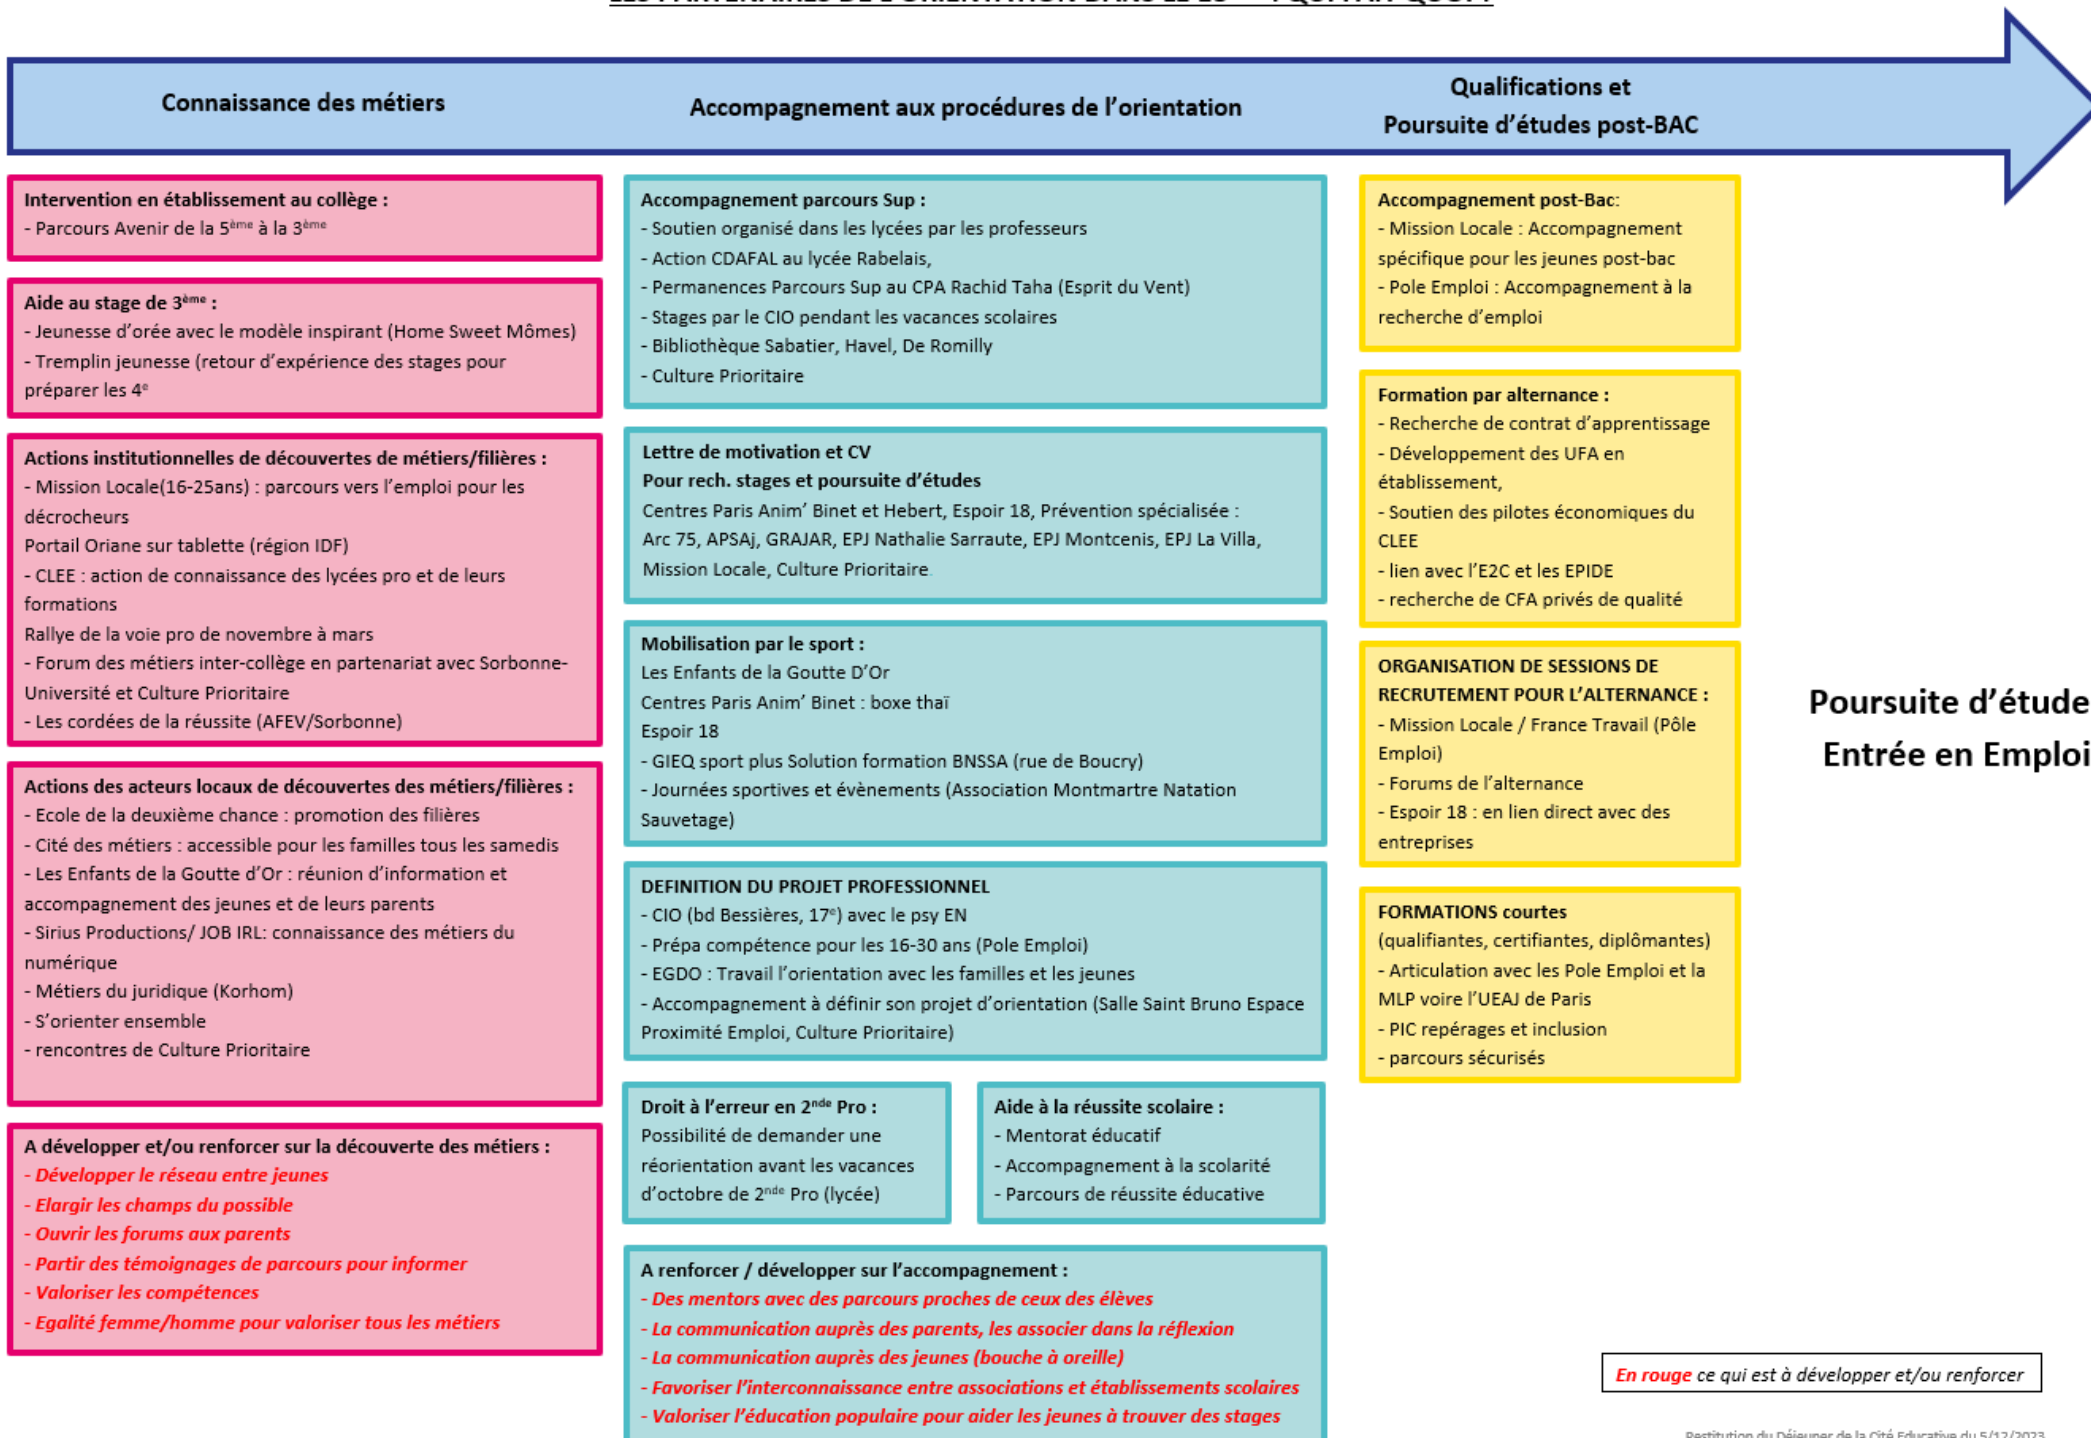 Connaissance des métiers
Accompagnement aux procédures de l'orientation
Qualifications et
Poursuite d'études post-BAC
Intervention en établissement au collège :
- Parcours Avenir de la 5ème à la 3ème
Aide au stage de 3ème :
- Jeunesse d'orée avec le modèle inspirant (Home Sweet Mômes)
- Tremplin jeunesse (retour d'expérience des stages pour
préparer les 4e
Actions institutionnelles de découvertes de métiers/filières :
- Mission Locale(16-25ans) : parcours vers l'emploi pour les
décrocheurs
Portail Oriane sur tablette (région IDF)
- CLEE : action de connaissance des lycées pro et de leurs
formations
Rallye de la voie pro de novembre à mars
- Forum des métiers inter-collège en partenariat avec Sorbonne-
Université et Culture Prioritaire
- Les cordées de la réussite (AFEV/Sorbonne)
Actions des acteurs locaux de découvertes des métiers/filières :
- Ecole de la deuxième chance : promotion des filières
- Cité des métiers : accessible pour les familles tous les samedis
- Les Enfants de la Goutte d'Or : réunion d'information et
accompagnement des jeunes et de leurs parents
- Sirius Productions/ JOB IRL: connaissance des métiers du
numérique
- Métiers du juridique (Korhom)
- S'orienter ensemble
- rencontres de Culture Prioritaire
A développer et/ou renforcer sur la découverte des métiers :
- Développer le réseau entre jeunes
- Elargir les champs du possible
- Ouvrir les forums aux parents
- Partir des témoignages de parcours pour informer
- Valoriser les compétences
- Egalité femme/homme pour valoriser tous les métiers
Accompagnement parcours Sup :
- Soutien organisé dans les lycées par les professeurs
- Action CDAFAL au lycée Rabelais,
- Permanences Parcours Sup au CPA Rachid Taha (Esprit du Vent)
- Stages par le CIO pendant les vacances scolaires
- Bibliothèque Sabatier, Havel, De Romilly
- Culture Prioritaire
Lettre de motivation et CV
Pour rech. stages et poursuite d'études
Centres Paris Anim' Binet et Hebert, Espoir 18, Prévention spécialisée :
Arc 75, APSAj, GRAJAR, EPJ Nathalie Sarraute, EPJ Montcenis, EPJ La Villa,
Mission Locale, Culture Prioritaire.
Mobilisation par le sport :
Les Enfants de la Goutte D'Or
Centres Paris Anim' Binet : boxe thaï
Espoir 18
- GIEQ sport plus Solution formation BNSSA (rue de Boucry)
- Journées sportives et évènements (Association Montmartre Natation
Sauvetage)
DEFINITION DU PROJET PROFESSIONNEL
- CIO (bd Bessières, 17e) avec le psy EN
- Prépa compétence pour les 16-30 ans (Pole Emploi)
- EGDO : Travail l'orientation avec les familles et les jeunes
- Accompagnement à définir son projet d'orientation (Salle Saint Bruno Espace
Proximité Emploi, Culture Prioritaire)
Droit à l'erreur en 2nde Pro :
Possibilité de demander une
réorientation avant les vacances
d'octobre de 2nde Pro (lycée)
Aide à la réussite scolaire :
- Mentorat éducatif
- Accompagnement à la scolarité
- Parcours de réussite éducative
A renforcer / développer sur l'accompagnement :
- Des mentors avec des parcours proches de ceux des élèves
- La communication auprès des parents, les associer dans la réflexion
- La communication auprès des jeunes (bouche à oreille)
- Favoriser l'interconnaissance entre associations et établissements scolaires
- Valoriser l'éducation populaire pour aider les jeunes à trouver des stages
Accompagnement post-Bac:
- Mission Locale : Accompagnement
spécifique pour les jeunes post-bac
- Pole Emploi : Accompagnement à la
recherche d'emploi
Formation par alternance :
- Recherche de contrat d'apprentissage
- Développement des UFA en
établissement,
- Soutien des pilotes économiques du
CLEE
- lien avec l'E2C et les EPIDE
- recherche de CFA privés de qualité
ORGANISATION DE SESSIONS DE
RECRUTEMENT POUR L'ALTERNANCE :
- Mission Locale / France Travail (Pôle
Emploi)
- Forums de l'alternance
- Espoir 18 : en lien direct avec des
entreprises
FORMATIONS courtes
(qualifiantes, certifiantes, diplômantes)
- Articulation avec les Pole Emploi et la
MLP voire l'UEAJ de Paris
- PIC repérages et inclusion
- parcours sécurisés
Poursuite d'étude
Entrée en Emploi
En rouge ce qui est à développer et/ou renforcer
Restitution du Déjeuner de la Cité Educative du 5/12/2023